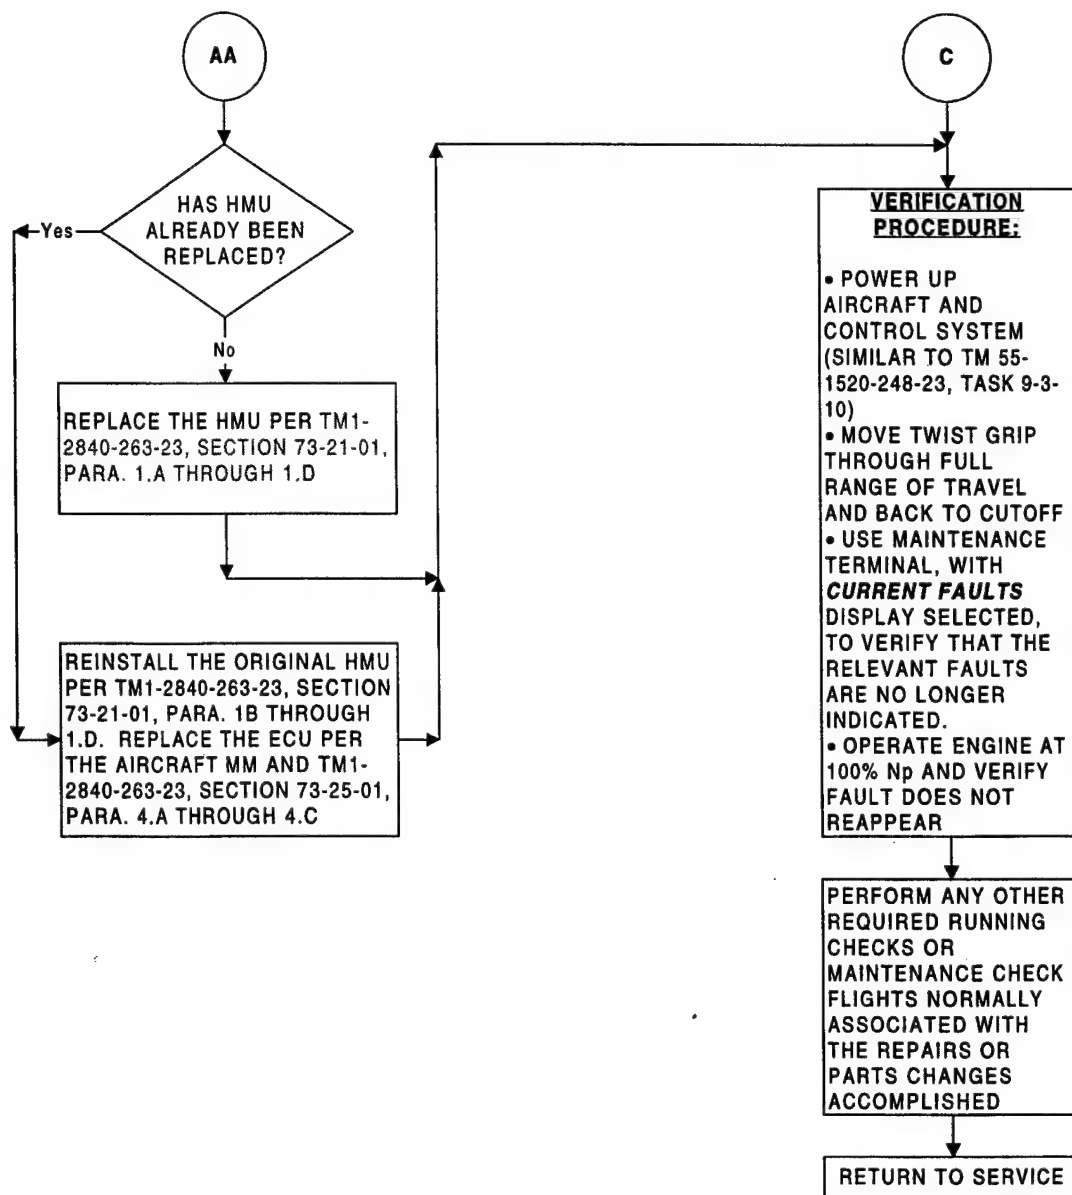 AA
HAS HMU
ALREADY BEEN
REPLACED?
Yes
No
REPLACE THE HMU PER TM1-
2840-263-23, SECTION 73-21-01,
PARA. 1.A THROUGH 1.D
REINSTALL THE ORIGINAL HMU
PER TM1-2840-263-23, SECTION
73-21-01, PARA. 1B THROUGH
1.D. REPLACE THE ECU PER
THE AIRCRAFT MM AND TM1-
2840-263-23, SECTION 73-25-01,
PARA. 4.A THROUGH 4.C
C
VERIFICATION
PROCEDURE:
• POWER UP
AIRCRAFT AND
CONTROL SYSTEM
(SIMILAR TO TM 55-
1520-248-23, TASK 9-3-
10)
• MOVE TWIST GRIP
THROUGH FULL
RANGE OF TRAVEL
AND BACK TO CUTOFF
• USE MAINTENANCE
TERMINAL, WITH
CURRENT FAULTS
DISPLAY SELECTED,
TO VERIFY THAT THE
RELEVANT FAULTS
ARE NO LONGER
INDICATED.
• OPERATE ENGINE AT
100% Np AND VERIFY
FAULT DOES NOT
REAPPEAR
PERFORM ANY OTHER
REQUIRED RUNNING
CHECKS OR
MAINTENANCE CHECK
FLIGHTS NORMALLY
ASSOCIATED WITH
THE REPAIRS OR
PARTS CHANGES
ACCOMPLISHED
RETURN TO SERVICE